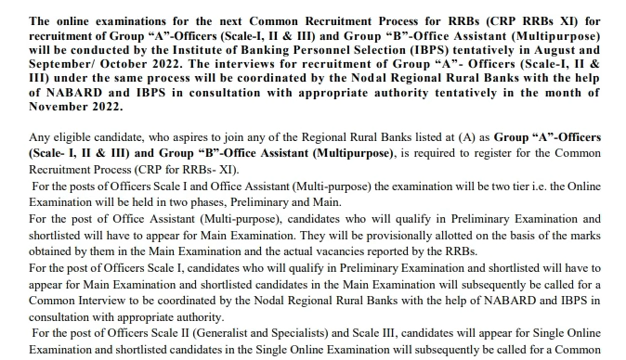 The online examinations for the next Common Recruitment Process for RRBs (CRP RRBs XI) for
recruitment of Group “A”-Officers (Scale-I, II & III) and Group “B”-Office Assistant (Multipurpose)
will be conducted by the Institute of Banking Personnel Selection (IBPS) tentatively in August and
September/ October 2022. The interviews for recruitment of Group “A”- Officers (Scale-I, II &
III) under the same process will be coordinated by the Nodal Regional Rural Banks with the help
of NABARD and IBPS in consultation with appropriate authority tentatively in the month of
November 2022.
Any eligible candidate, who aspires to join any of the Regional Rural Banks listed at (A) as Group “A”-Officers
(Scale- I, II & III) and Group “B”-Office Assistant (Multipurpose), is required to register for the Common
Recruitment Process (CRP for RRBs- XI).
For the posts of Officers Scale I and Office Assistant (Multi-purpose) the examination will be two tier i.e. the Online
Examination will be held in two phases, Preliminary and Main.
For the post of Office Assistant (Multi-purpose), candidates who will qualify in Preliminary Examination and
shortlisted will have to appear for Main Examination. They will be provisionally allotted on the basis of the marks
obtained by them in the Main Examination and the actual vacancies reported by the RRBs.
For the post of Officers Scale I, candidates who will qualify in Preliminary Examination and shortlisted will have to
appear for Main Examination and shortlisted candidates in the Main Examination will subsequently be called for a
Common Interview to be coordinated by the Nodal Regional Rural Banks with the help of NABARD and IBPS in
consultation with appropriate authority.
For the post of Officers Scale II (Generalist and Specialists) and Scale III, candidates will appear for Single Online
Examination and shortlisted candidates in the Single Online Examination will subsequently be called for a Common